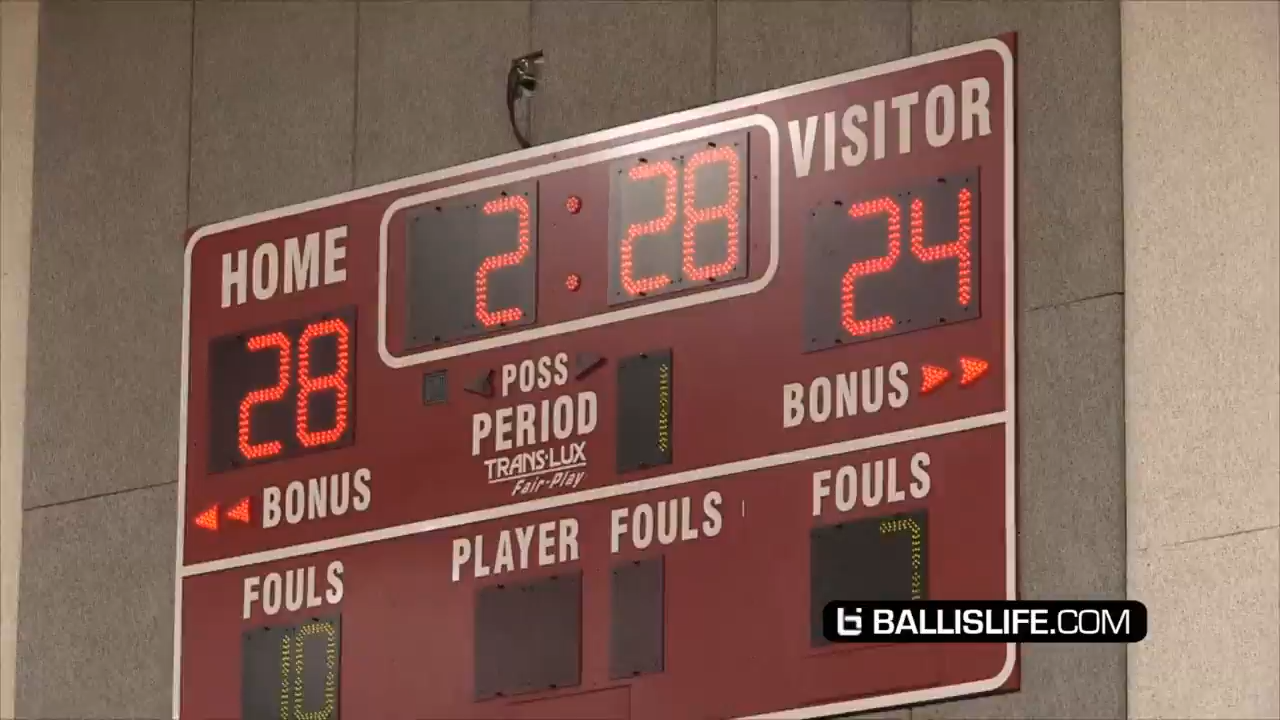 HOME
2:28
VISITOR
28
24
POSS
PERIOD
1
TRANS·LUX
Fair-Play
BONUS
BONUS
FOULS
PLAYER FOULS
FOULS
10
7
BALLISLIFE.COM